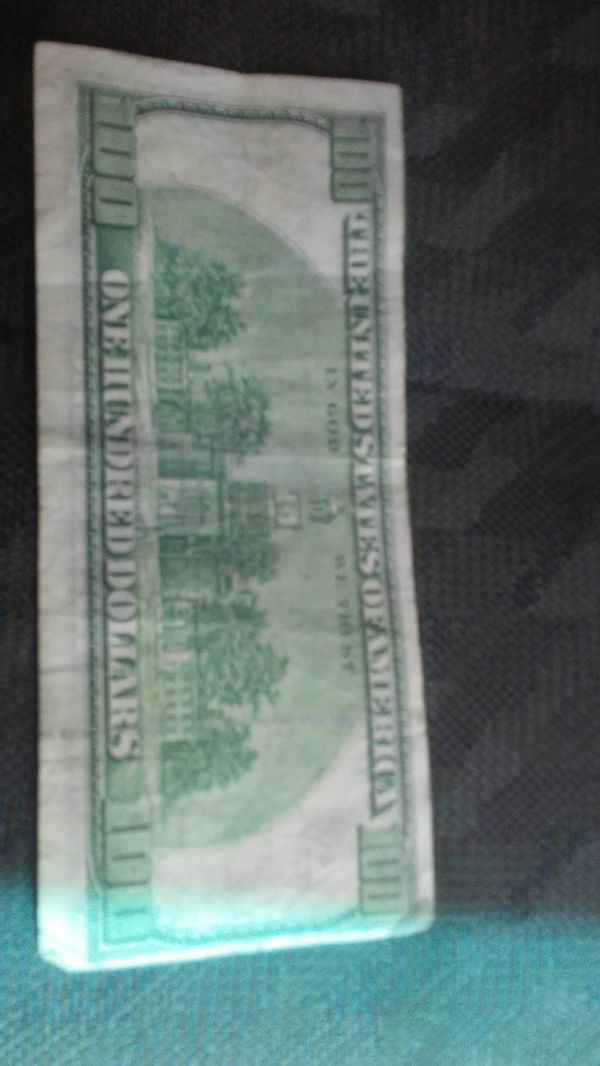 100 100
THE UNITED STATES OF AMERICA
IN GOD WE TRUST
ONE HUNDRED DOLLARS
100 100